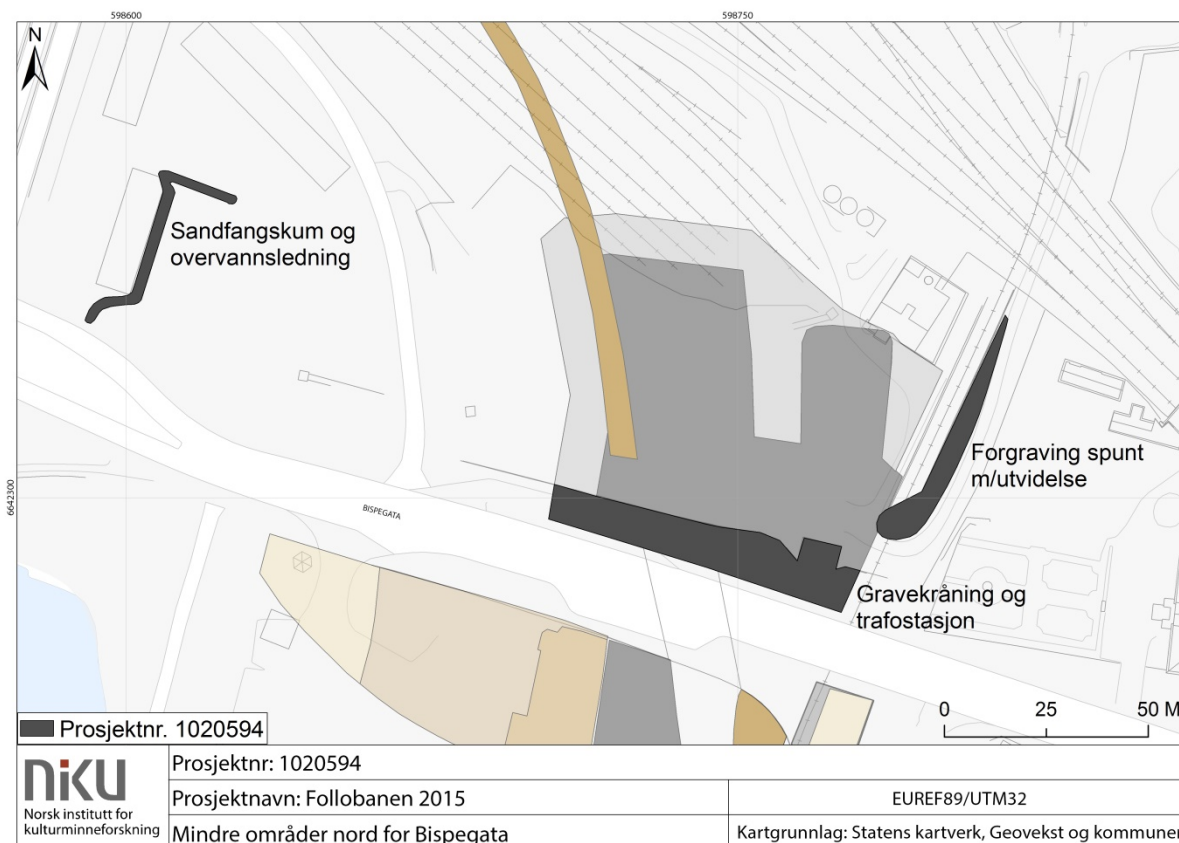 598600
598750
N
Sandfangskum og
overvannsledning
Forgraving spunt
m/utvidelse
6642300
BISPEGATA
Gravekråning og
trafostasjon
0 25 50 M
Prosjektnr. 1020594
niku
Norsk institutt for
kulturminneforskning
Prosjektnr: 1020594
Prosjektnavn: Follobanen 2015
EUREF89/UTM32
Mindre områder nord for Bispegata
Kartgrunnlag: Statens kartverk, Geovekst og kommuner